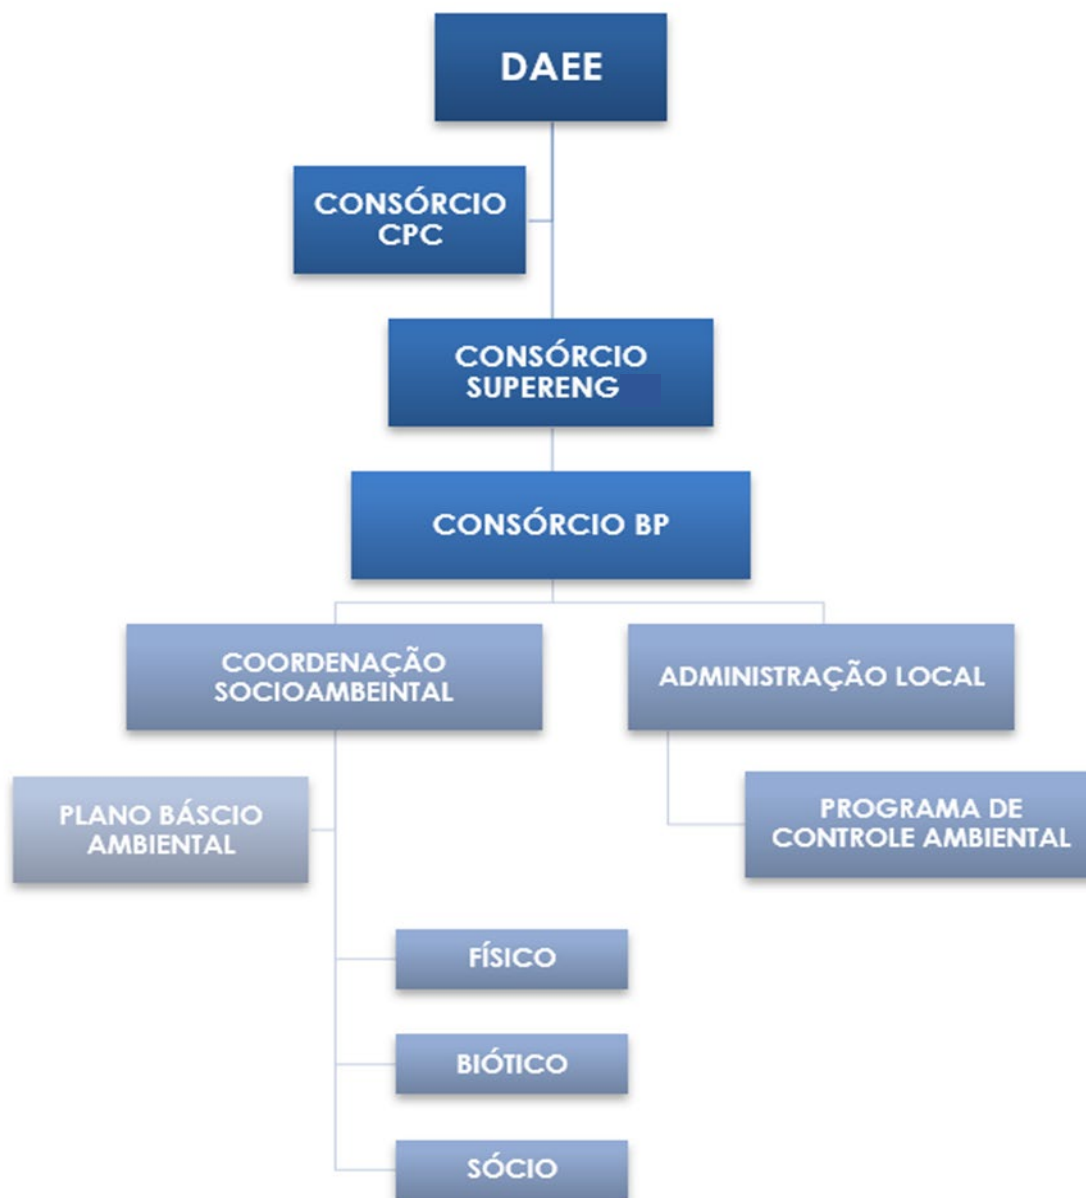 DAEE
CONSÓRCIO
CPC
CONSÓRCIO
SUPERENG
CONSÓRCIO BP
COORDENAÇÃO
SOCIOAMBEINTAL
ADMINISTRAÇÃO LOCAL
PLANO BÁSCIO
AMBIENTAL
PROGRAMA DE
CONTROLE AMBIENTAL
FÍSICO
BIÓTICO
SÓCIO